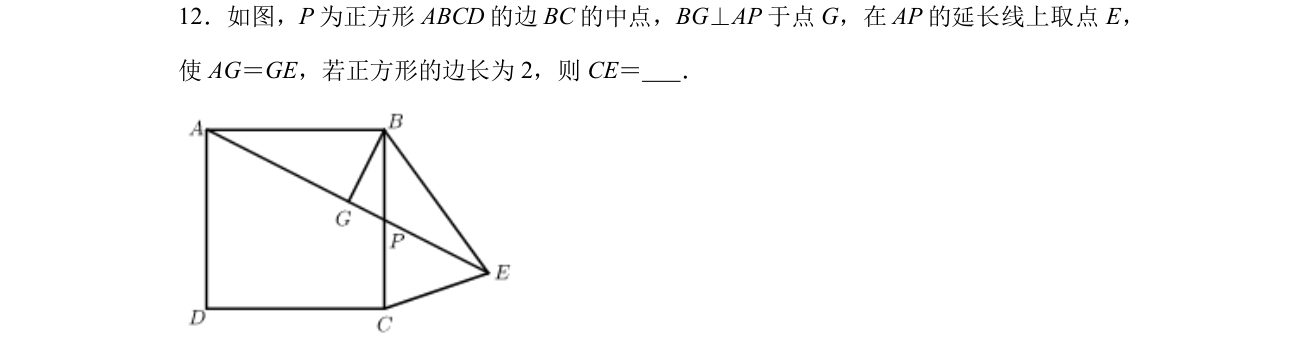 12．如图，P 为正方形 ABCD 的边 BC 的中点，BG⊥AP 于点 G，在 AP 的延长线上取点 E，
使 AG＝GE，若正方形的边长为 2，则 CE＝___．
A
B
G
P
E
D
C